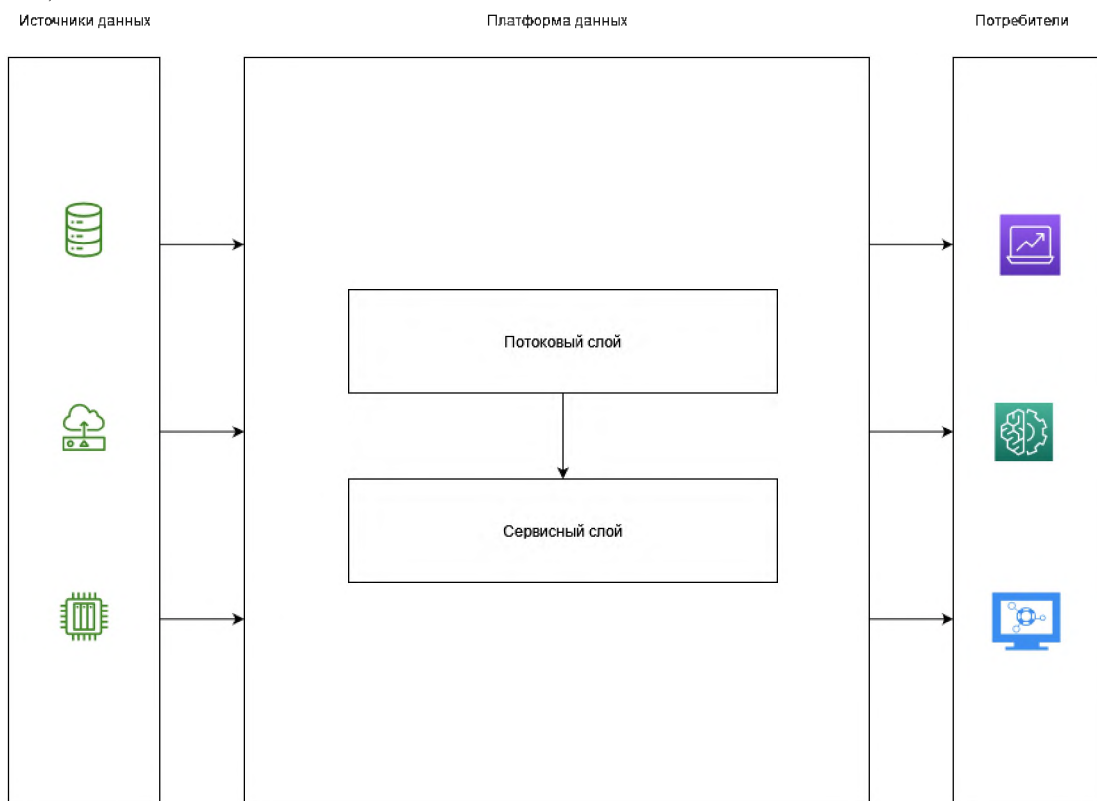 Источники данных
Платформа данных
Потребители
Потоковый слой
Сервисный слой